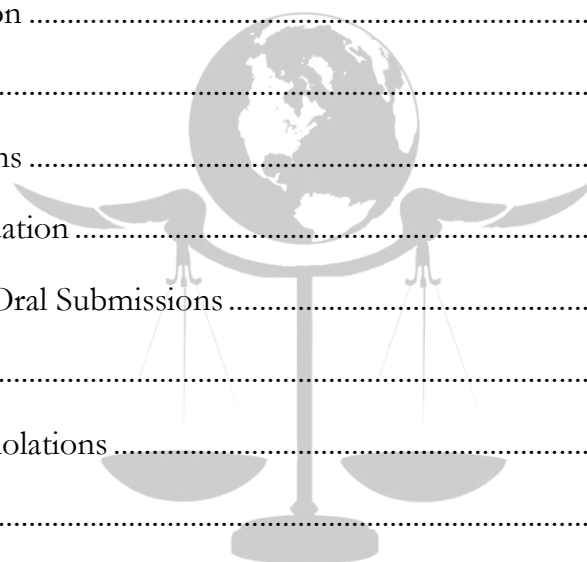 on ........................................................................
........................................................................
ns ........................................................................
ation ........................................................................
Oral Submissions ........................................................................
........................................................................
olations ........................................................................
........................................................................